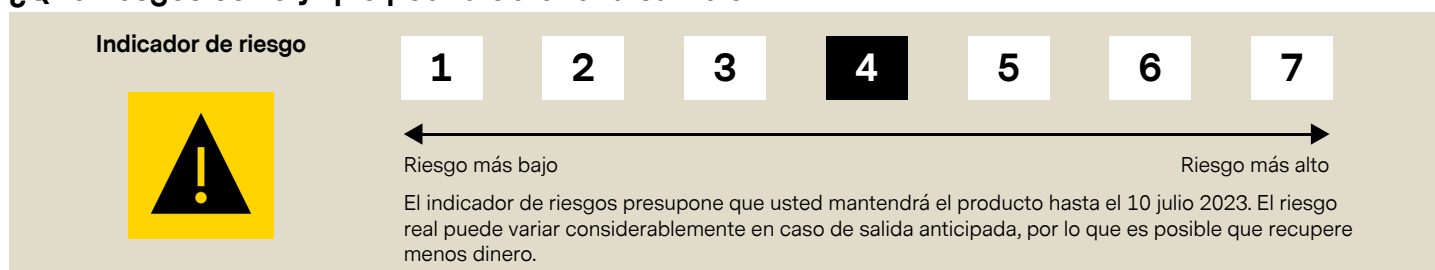 Indicador de riesgo
1 2 3 4 5 6 7
Riesgo más bajo Riesgo más alto
El indicador de riesgos presupone que usted mantendrá el producto hasta el 10 julio 2023. El riesgo
real puede variar considerablemente en caso de salida anticipada, por lo que es posible que recupere
menos dinero.